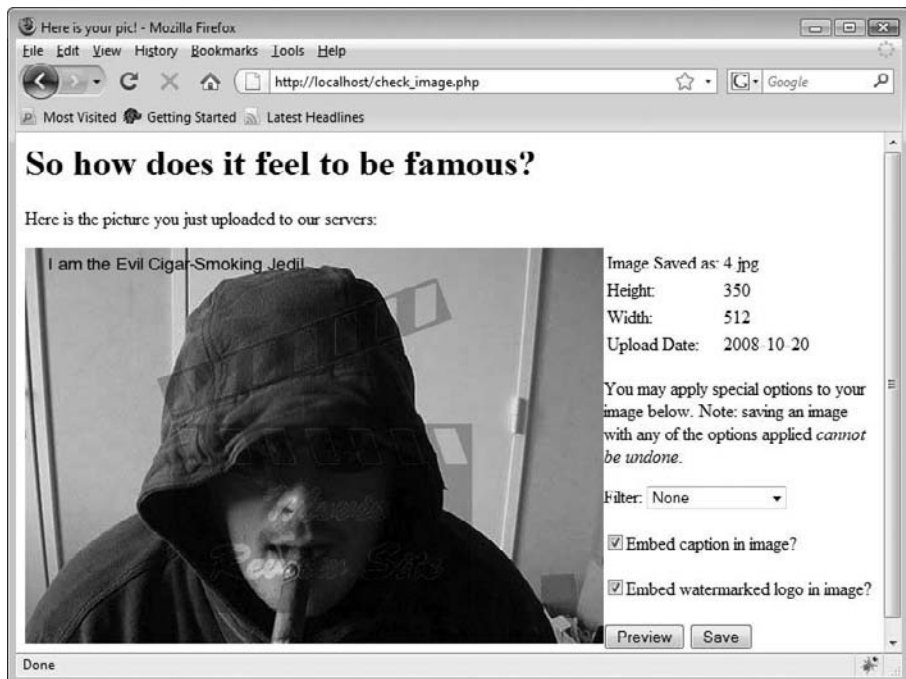 Here is your pic! - Mozilla Firefox
File Edit View History Bookmarks Tools Help
http://localhost/check_image.php
G Google
Most Visited Getting Started Latest Headlines
So how does it feel to be famous?
Here is the picture you just uploaded to our servers:
I am the Evil Cigar-Smoking Jedi!
Movie
Review Site
Image Saved as: 4.jpg
Height: 350
Width: 512
Upload Date: 2008-10-20
You may apply special options to your
image below. Note: saving an image
with any of the options applied cannot
be undone.
Filter: None
Embed caption in image?
Embed watermarked logo in image?
Preview Save
Done